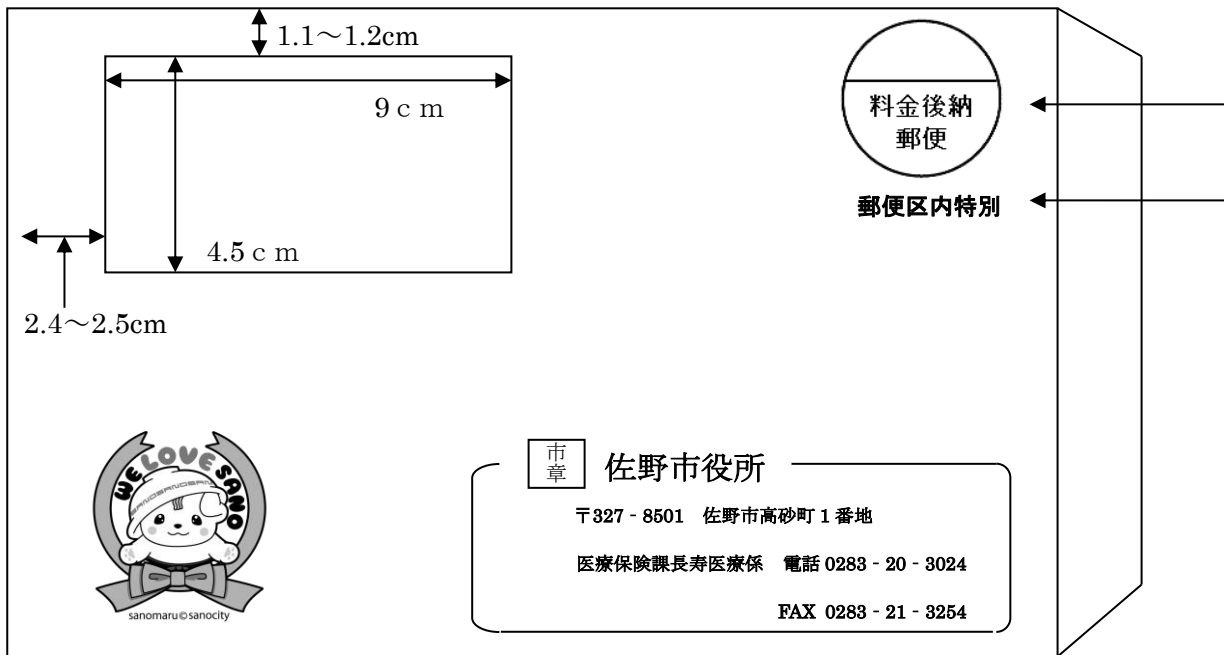 1.1～1.2cm
9ｃｍ
4.5ｃｍ
2.4～2.5cm
料金後納
郵便
郵便区内特別
WE LOVE SANO
SANOSANOSAN
sanomaru©sanocity
市章
佐野市役所
〒327‐8501　佐野市高砂町1番地
医療保険課長寿医療係　電話 0283‐20‐3024
FAX 0283‐21‐3254